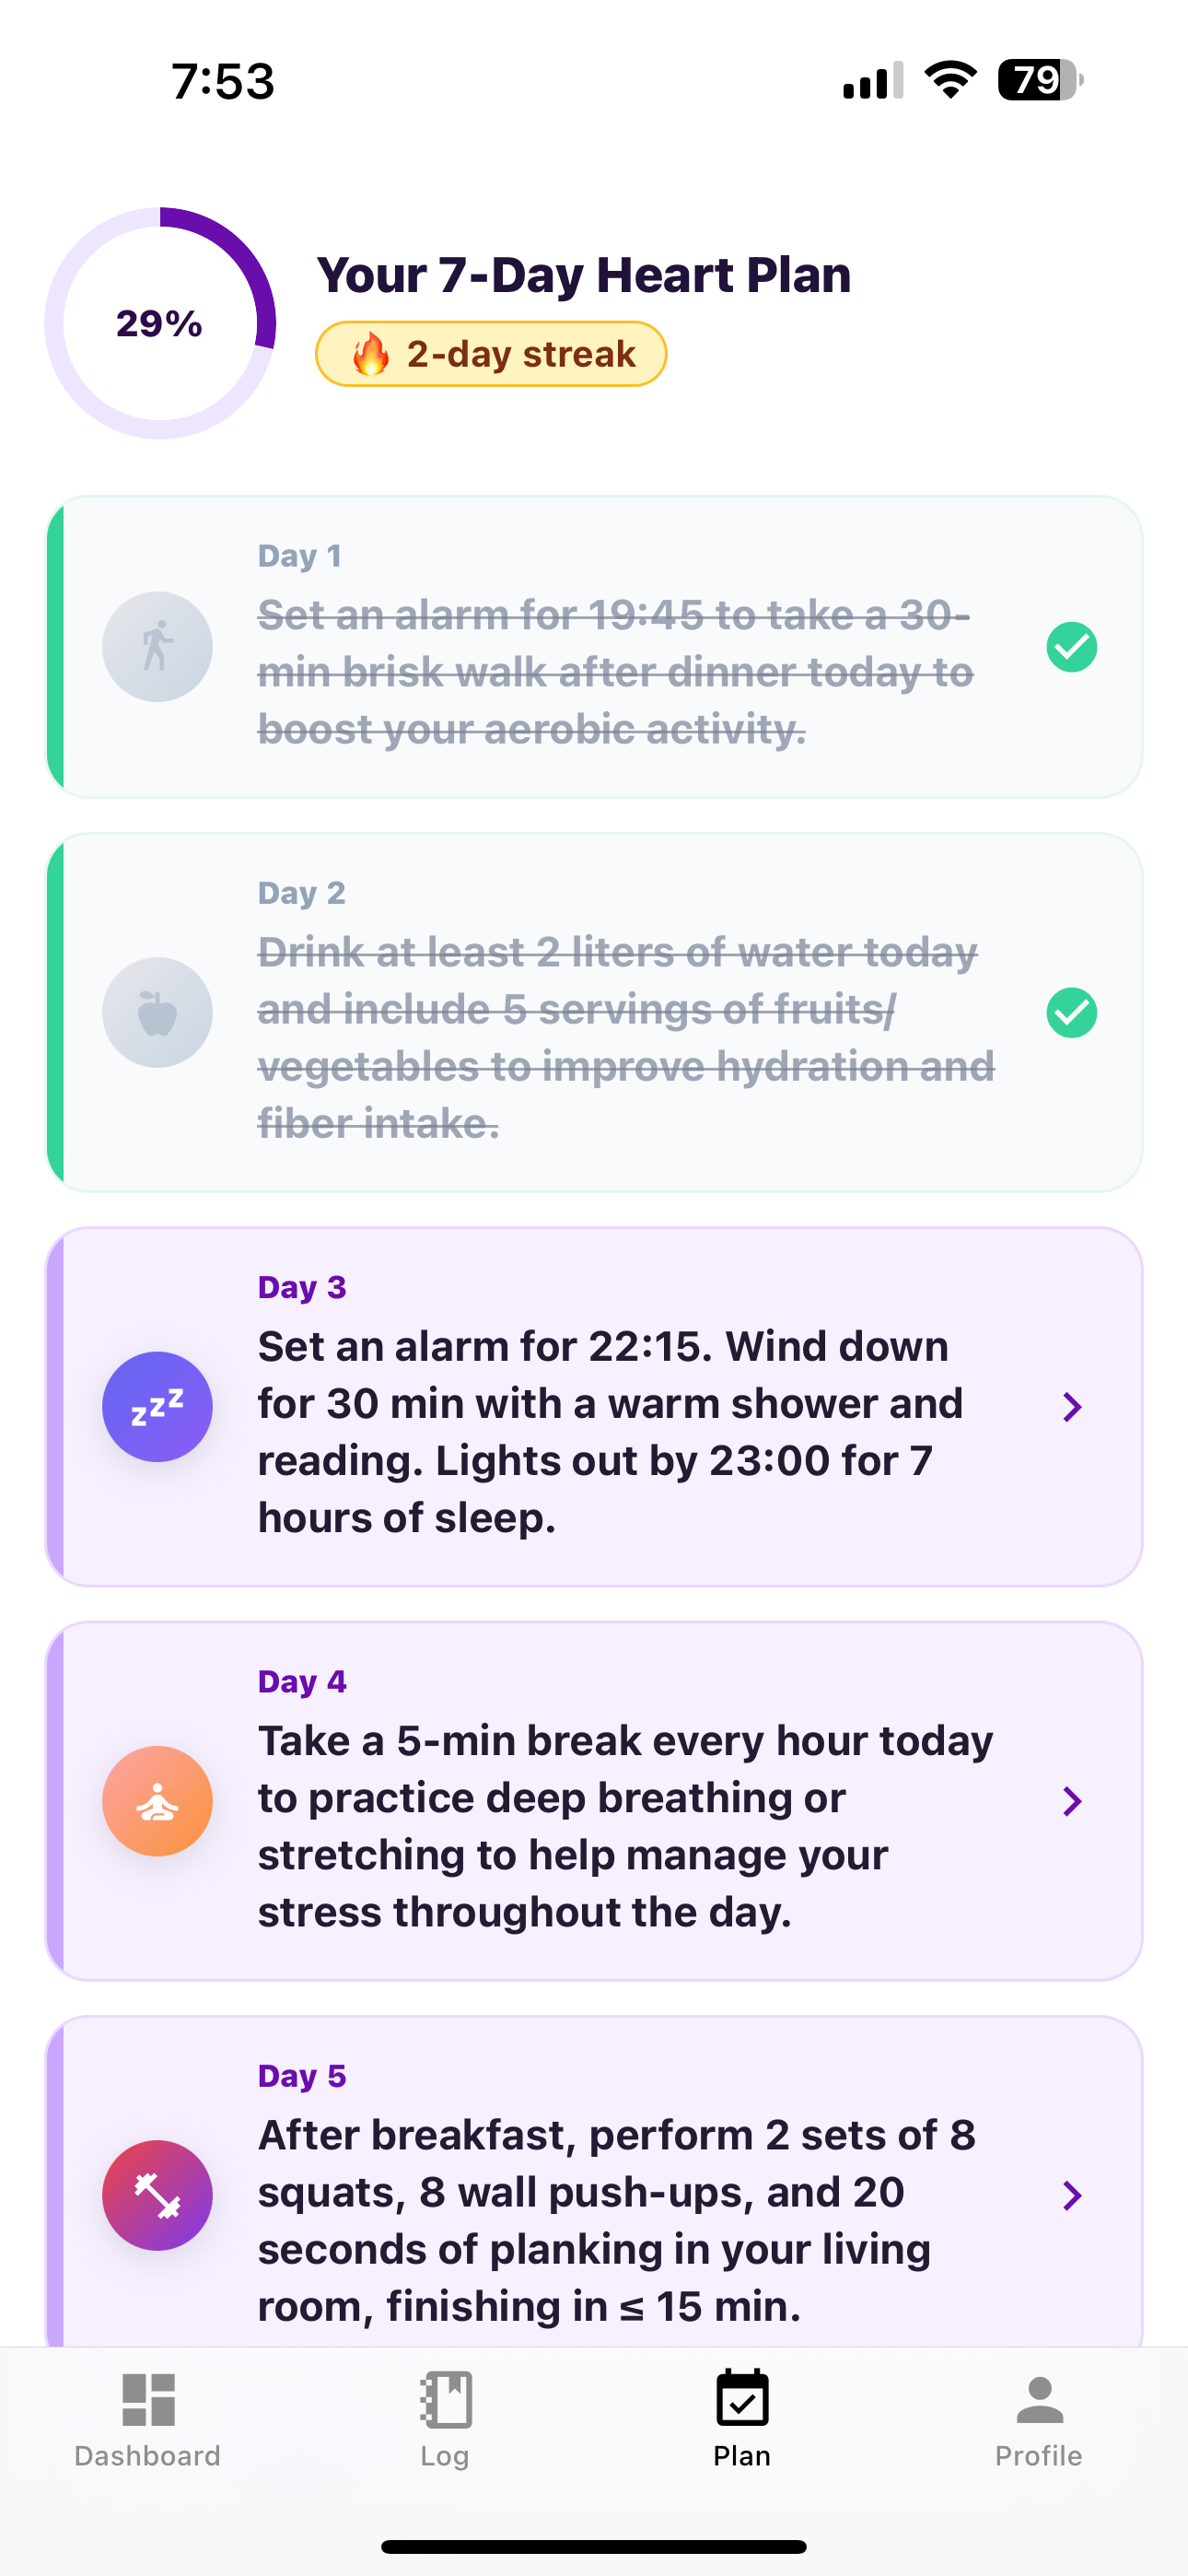 7:53
79
29%
Your 7-Day Heart Plan
🔥 2-day streak
Day 1
Set an alarm for 19:45 to take a 30-
min brisk walk after dinner today to
boost your aerobic activity.
Day 2
Drink at least 2 liters of water today
and include 5 servings of fruits/
vegetables to improve hydration and
fiber intake.
Day 3
zzz
Set an alarm for 22:15. Wind down
for 30 min with a warm shower and
reading. Lights out by 23:00 for 7
hours of sleep.
Day 4
Take a 5-min break every hour today
to practice deep breathing or
stretching to help manage your
stress throughout the day.
Day 5
After breakfast, perform 2 sets of 8
squats, 8 wall push-ups, and 20
seconds of planking in your living
room, finishing in ≤ 15 min.
Dashboard
Log
Plan
Profile